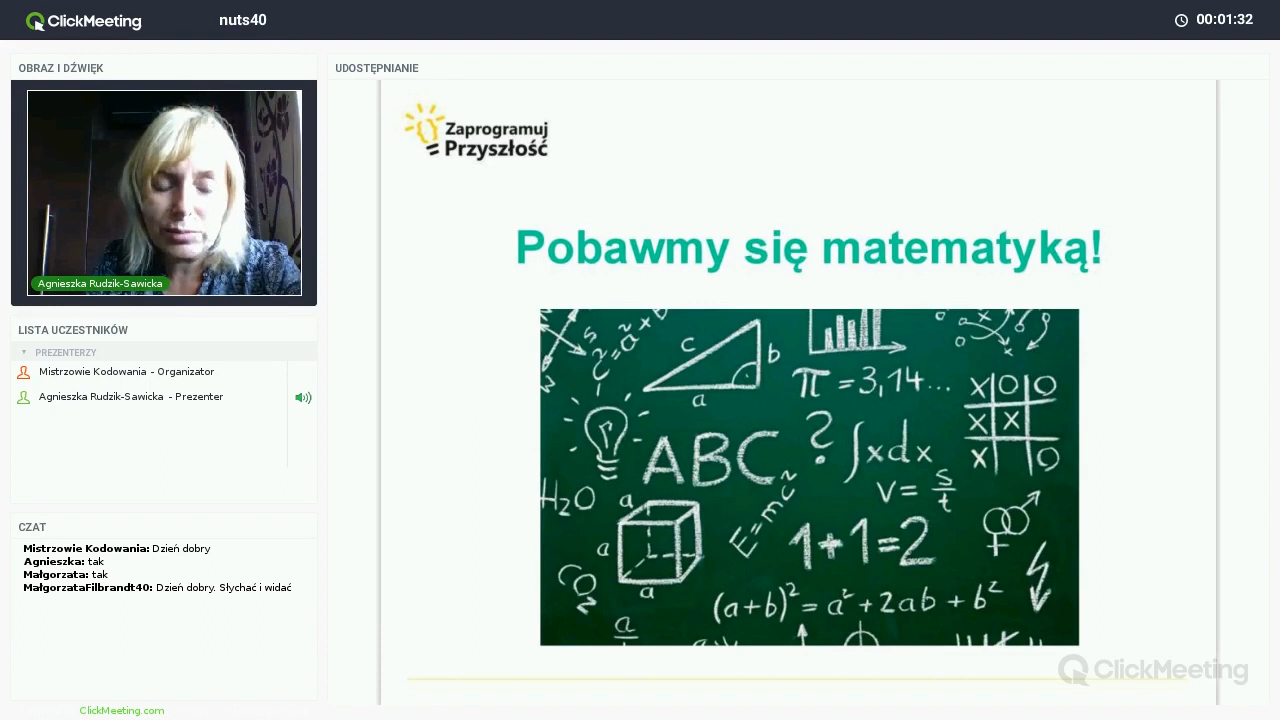 ClickMeeting
nuts40
00:01:32
OBRAZ I DŹWIĘK
Agnieszka Rudzik-Sawicka
LISTA UCZESTNIKÓW
PREZENTERZY
Mistrzowie Kodowania - Organizator
Agnieszka Rudzik-Sawicka - Prezenter
CZAT
Mistrzowie Kodowania: Dzień dobry
Agnieszka: tak
Małgorzata: tak
MałgorzataFilbrandt40: Dzień dobry. Słychać i widać
ClickMeeting.com
UDOSTĘPNIANIE
Zaprogramuj
Przyszłość
Pobawmy się matematyką!
c
b
a
π = 3,14...
X O O
X X
X O
ABC
? ∫xdx
v = s/t
H2O
a
a
a
E=mc²
1+1=2
CO2
(a+b)² = a² + 2ab + b²
a
ClickMeeting